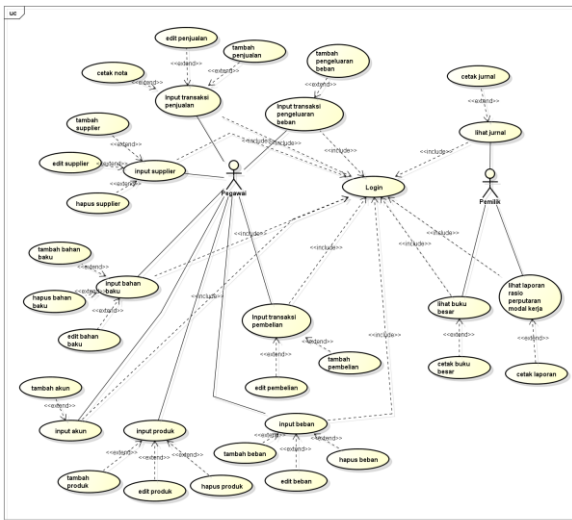 uc
edit penjualan
tambah
penjualan
tambah
pengeluaran
beban
<<extend>>
<<extend>>
<<extend>>
cetak nota
<<extend>>
input transaksi
penjualan
input transaksi
pengeluaran
beban
cetak jurnal
<<extend>>
tambah
supplier
<<extend>>
lihat jurnal
edit supplier
<<extend>>
input supplier
<<include>>
<<include>>
<<include>>
<<extend>>
hapus supplier
Pegawai
Login
Pemilik
tambah bahan
baku
<<extend>>
<<include>>
<<include>>
<<include>>
<<include>>
hapus bahan
baku
<<extend>>
input bahan
baku
<<include>>
<<extend>>
edit bahan
baku
input transaksi
pembelian
<<include>>
lihat buku
besar
lihat laporan
rasio
perputaran
modal kerja
<<extend>>
<<extend>>
tambah
pembelian
<<extend>>
<<extend>>
edit pembelian
cetak buku
besar
cetak laporan
tambah akun
<<extend>>
input akun
input produk
input beban
<<extend>>
<<extend>>
<<extend>>
<<extend>>
<<extend>>
<<extend>>
tambah beban
hapus beban
tambah
produk
edit produk
hapus produk
edit beban